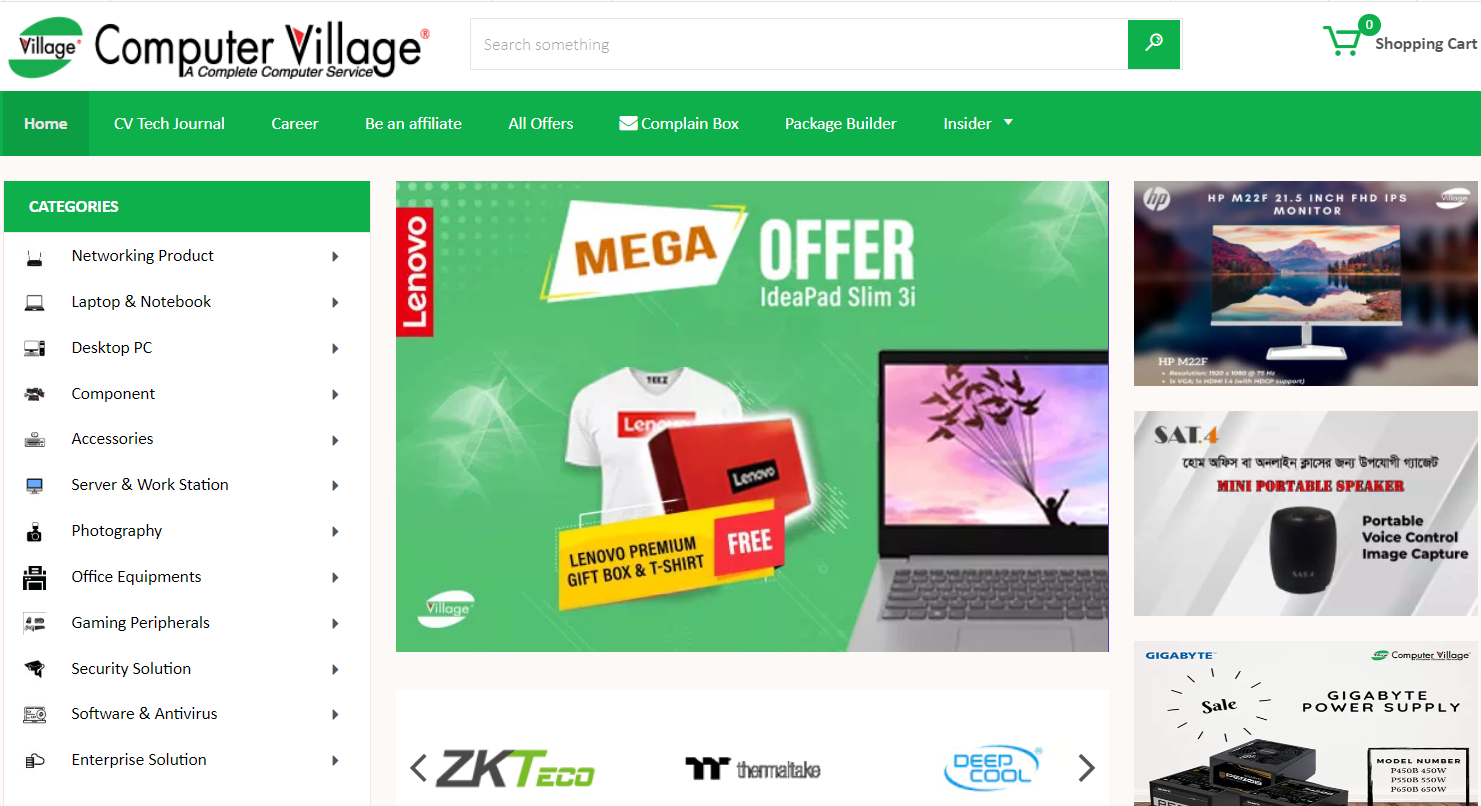 Village®
Computer Village®
A Complete Computer Service
Search something
0
Shopping Cart
Home
CV Tech Journal
Career
Be an affiliate
All Offers
Complain Box
Package Builder
Insider
CATEGORIES
Networking Product
Laptop & Notebook
Desktop PC
Component
Accessories
Server & Work Station
Photography
Office Equipments
Gaming Peripherals
Security Solution
Software & Antivirus
Enterprise Solution
Lenovo
MEGA
OFFER
IdeaPad Slim 3i
TEEZ
Lenovo
LENOVO PREMIUM
GIFT BOX & T-SHIRT
FREE
Village
ZKTeco
thermaltake
DEEP
COOL
hp
Village
HP M22F 21.5 INCH FHD IPS
MONITOR
HP M22F
• Resolution: 1920 x 1080 @ 75 Hz
• 1x VGA; 1x HDMI 1.4 (with HDCP support)
SAT.4
হোম অফিস বা অনলাইন ক্লাসের জন্য উপযোগী গ্যাজেট
MINI PORTABLE SPEAKER
Portable
Voice Control
Image Capture
SAT.4
GIGABYTE™
Computer Village
Sale
GIGABYTE
POWER SUPPLY
MODEL NUMBER
P450B 450W
P550B 550W
P650B 650W